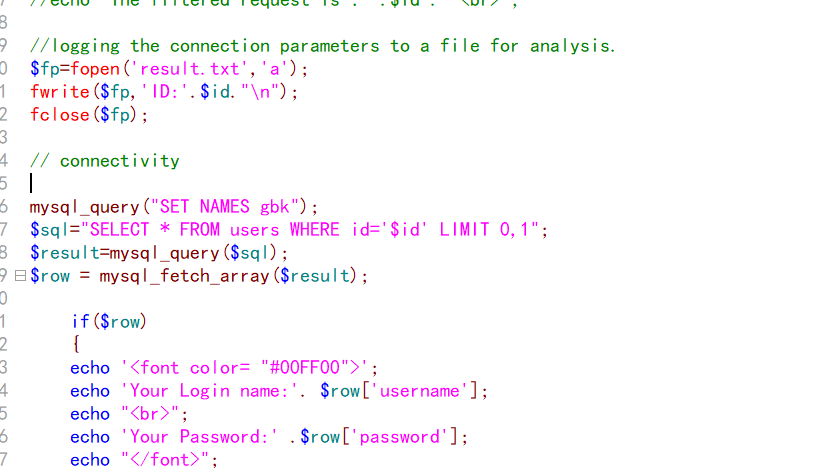 7 //echo "The filtered request is : " .$id . "<br>";
8
9 //logging the connection parameters to a file for analysis.
0 $fp=fopen('result.txt','a');
1 fwrite($fp,'ID:'.$id."\n");
2 fclose($fp);
3
4 // connectivity
5
6 mysql_query("SET NAMES gbk");
7 $sql="SELECT * FROM users WHERE id='$id' LIMIT 0,1";
8 $result=mysql_query($sql);
9 $row = mysql_fetch_array($result);
0
1 if($row)
2 {
3 echo '<font color= "#00FF00">';
4 echo 'Your Login name:'. $row['username'];
5 echo "<br>";
6 echo 'Your Password:' .$row['password'];
7 echo "</font>";